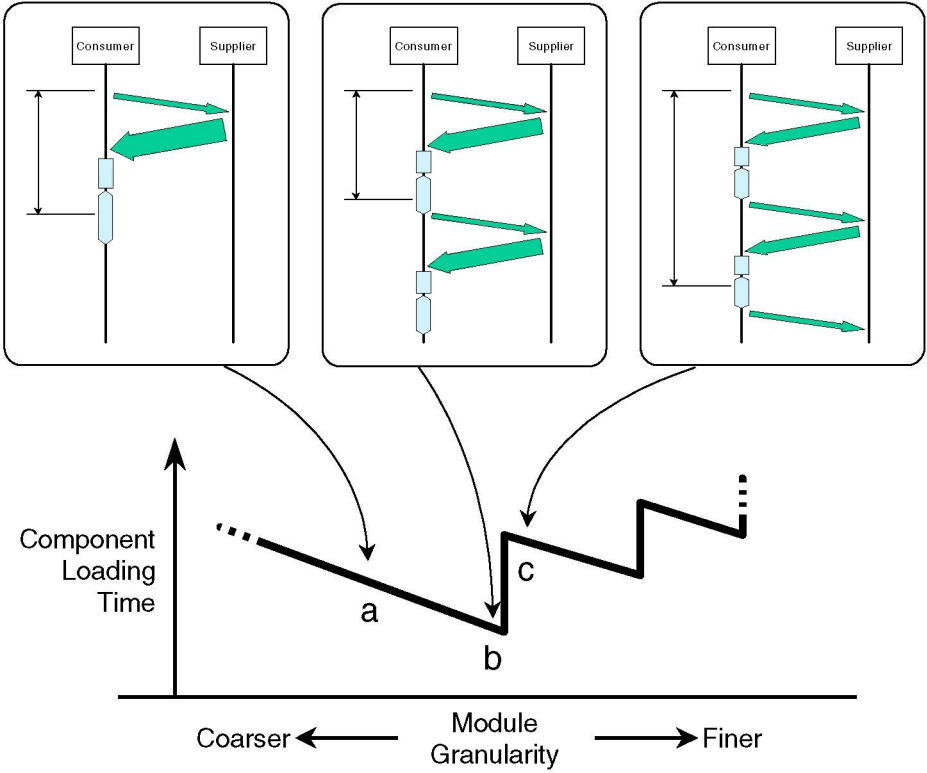 Consumer
Supplier
Consumer
Supplier
Consumer
Supplier
Component
Loading
Time
a
b
c
Coarser
Module
Granularity
Finer